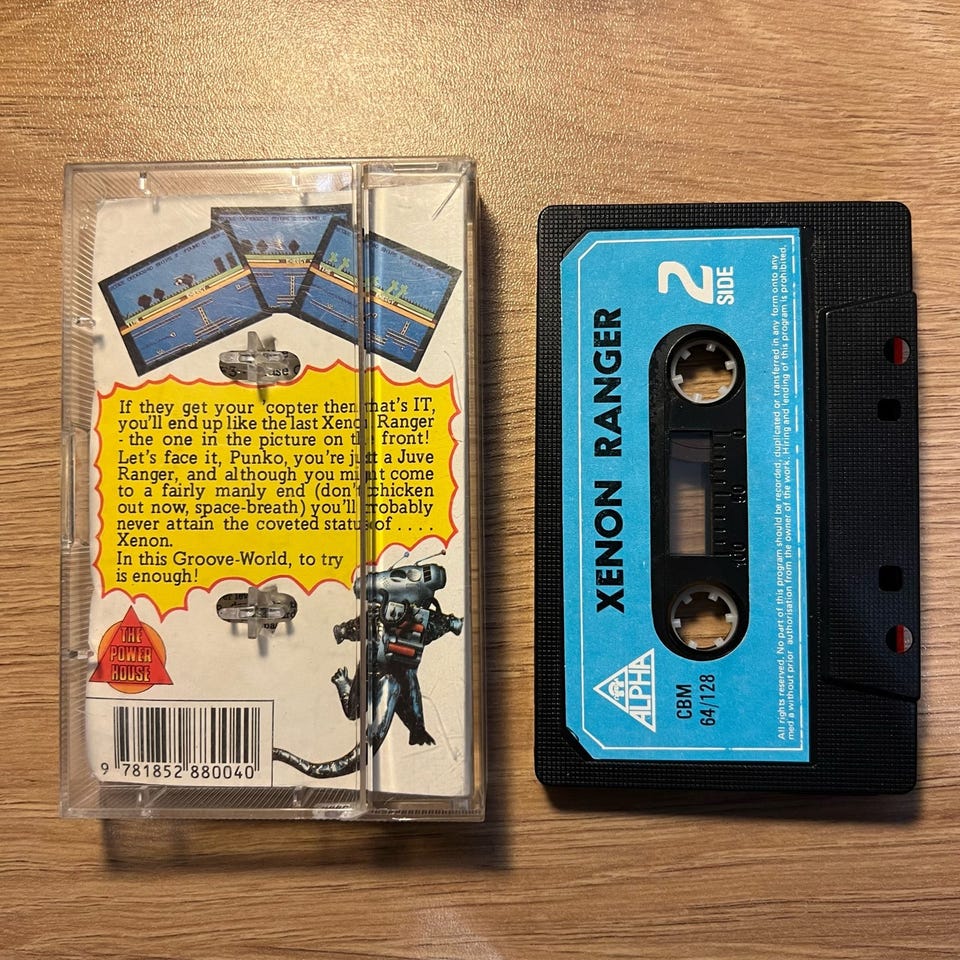 If they get your 'copter then that's IT,
you'll end up like the last Xenon Ranger
- the one in the picture on the front!
Let's face it, Punko, you're just a Juve
Ranger, and although you might come
to a fairly manly end (don't chicken
out now, space-breath) you'll probably
never attain the coveted status of ....
Xenon.
In this Groove-World, to try
is enough!
THE
POWER
HOUSE
9 781852 880040
2
SIDE
XENON RANGER
0
50
100
ALPHA
CBM
64/128
All rights reserved. No part of this program should be recorded, duplicated or transferred in any form onto any
media without prior authorisation from the owner of the work. Hiring and lending of this program is prohibited.